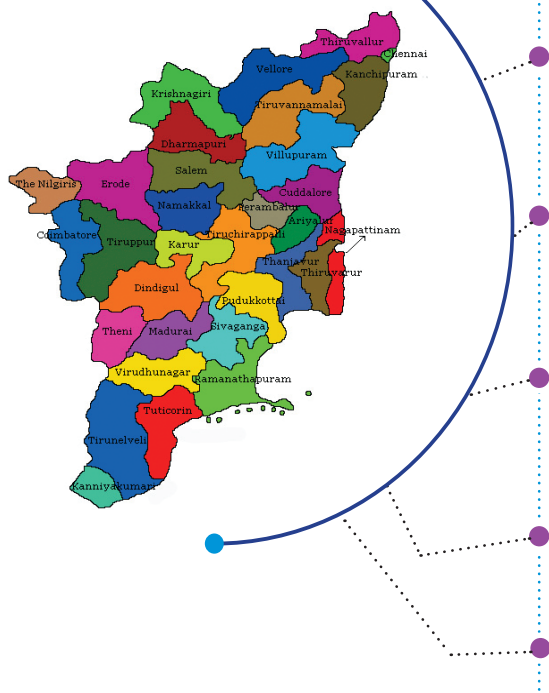 Thiruvallur
Chennai
Vellore
Kanchipuram
Krishnagiri
Tiruvannamalai
Dharmapuri
Villupuram
Salem
The Nilgiris
Erode
Cuddalore
Namakkal
Perambalur
Ariyalur
Nagapattinam
Coimbatore
Tiruppur
Karur
Tiruchirappalli
Thanjavur
Thiruvarur
Dindigul
Pudukkottai
Theni
Madurai
Sivaganga
Virudhunagar
Ramanathapuram
Tuticorin
Tirunelveli
Kanniyakumari